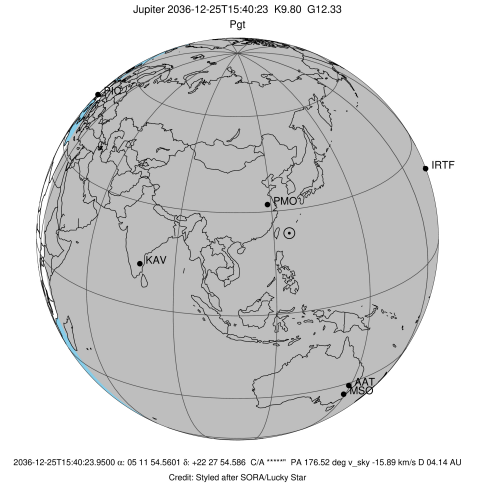 Jupiter 2036-12-25T15:40:23 K9.80 G12.33
Pgt
PIC
IRTF
PMO
KAV
AAT
MSO
2036-12-25T15:40:23.9500 α: 05 11 54.5601 δ: +22 27 54.586 C/A *****" PA 176.52 deg v_sky -15.89 km/s D 04.14 AU
Credit: Styled after SORA/Lucky Star